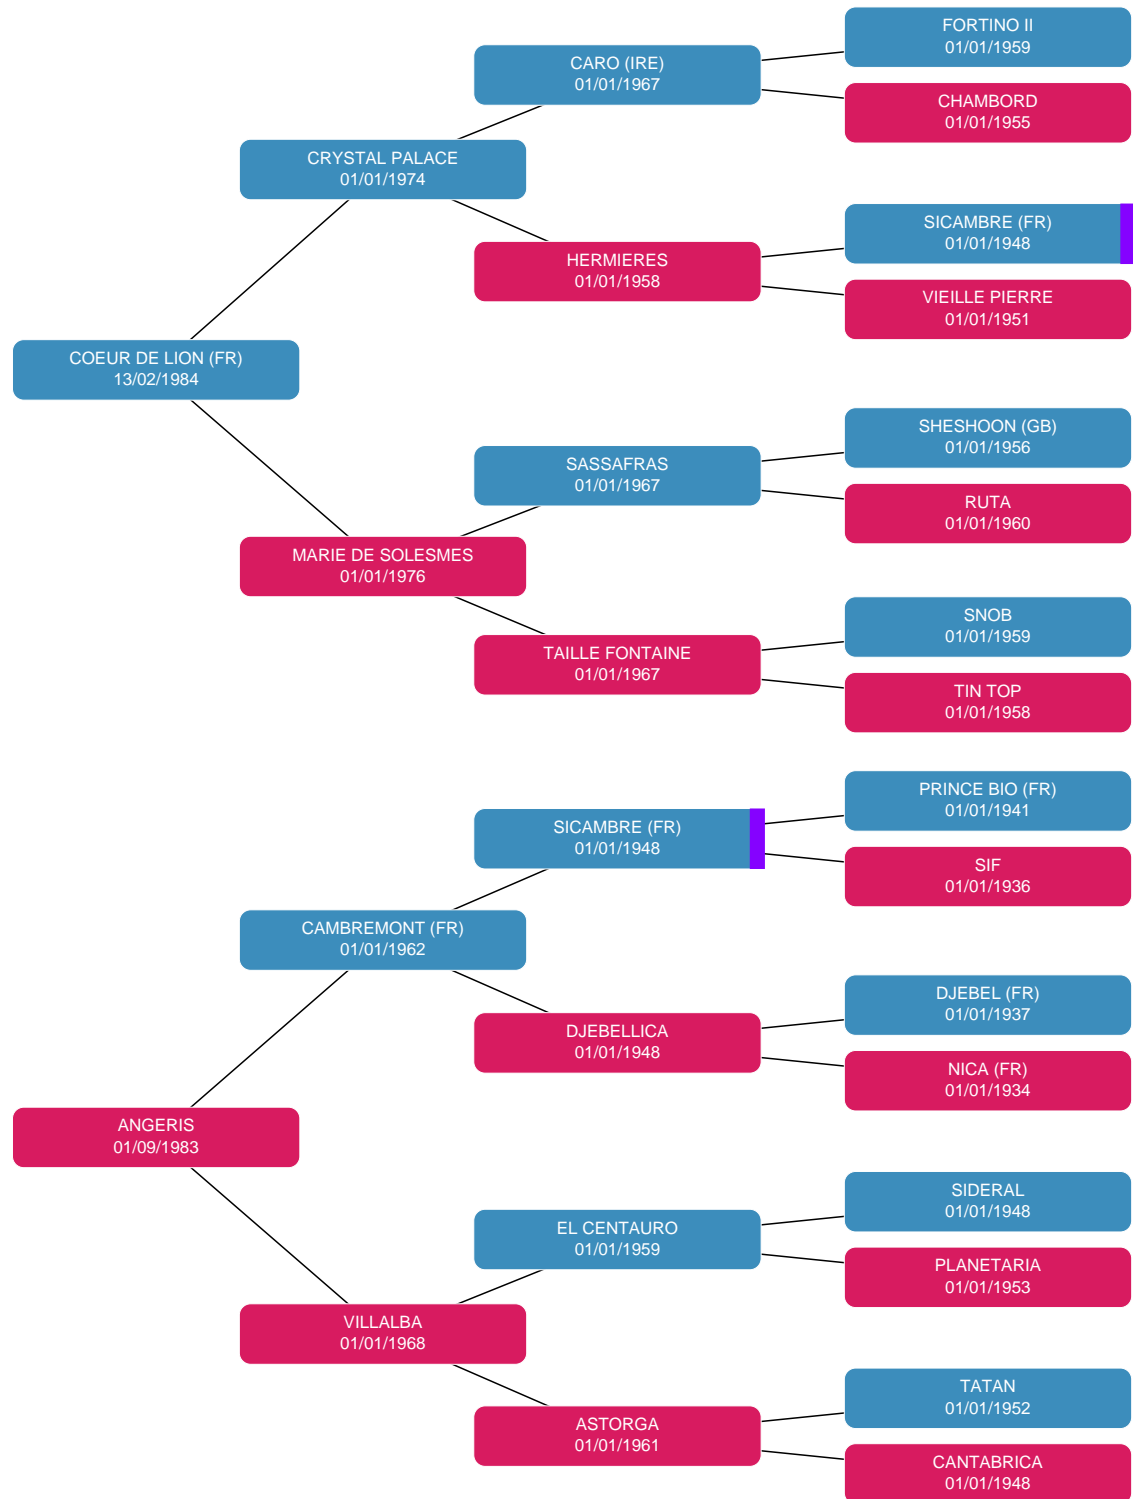 FORTINO II
01/01/1959
CARO (IRE)
01/01/1967
CHAMBORD
01/01/1955
CRYSTAL PALACE
01/01/1974
SICAMBRE (FR)
01/01/1948
HERMIERES
01/01/1958
VIEILLE PIERRE
01/01/1951
COEUR DE LION (FR)
13/02/1984
SHESHOON (GB)
01/01/1956
SASSAFRAS
01/01/1967
RUTA
01/01/1960
MARIE DE SOLESMES
01/01/1976
SNOB
01/01/1959
TAILLE FONTAINE
01/01/1967
TIN TOP
01/01/1958
PRINCE BIO (FR)
01/01/1941
SICAMBRE (FR)
01/01/1948
SIF
01/01/1936
CAMBREMONT (FR)
01/01/1962
DJEBEL (FR)
01/01/1937
DJEBELLICA
01/01/1948
NICA (FR)
01/01/1934
ANGERIS
01/09/1983
SIDERAL
01/01/1948
EL CENTAURO
01/01/1959
PLANETARIA
01/01/1953
VILLALBA
01/01/1968
TATAN
01/01/1952
ASTORGA
01/01/1961
CANTABRICA
01/01/1948